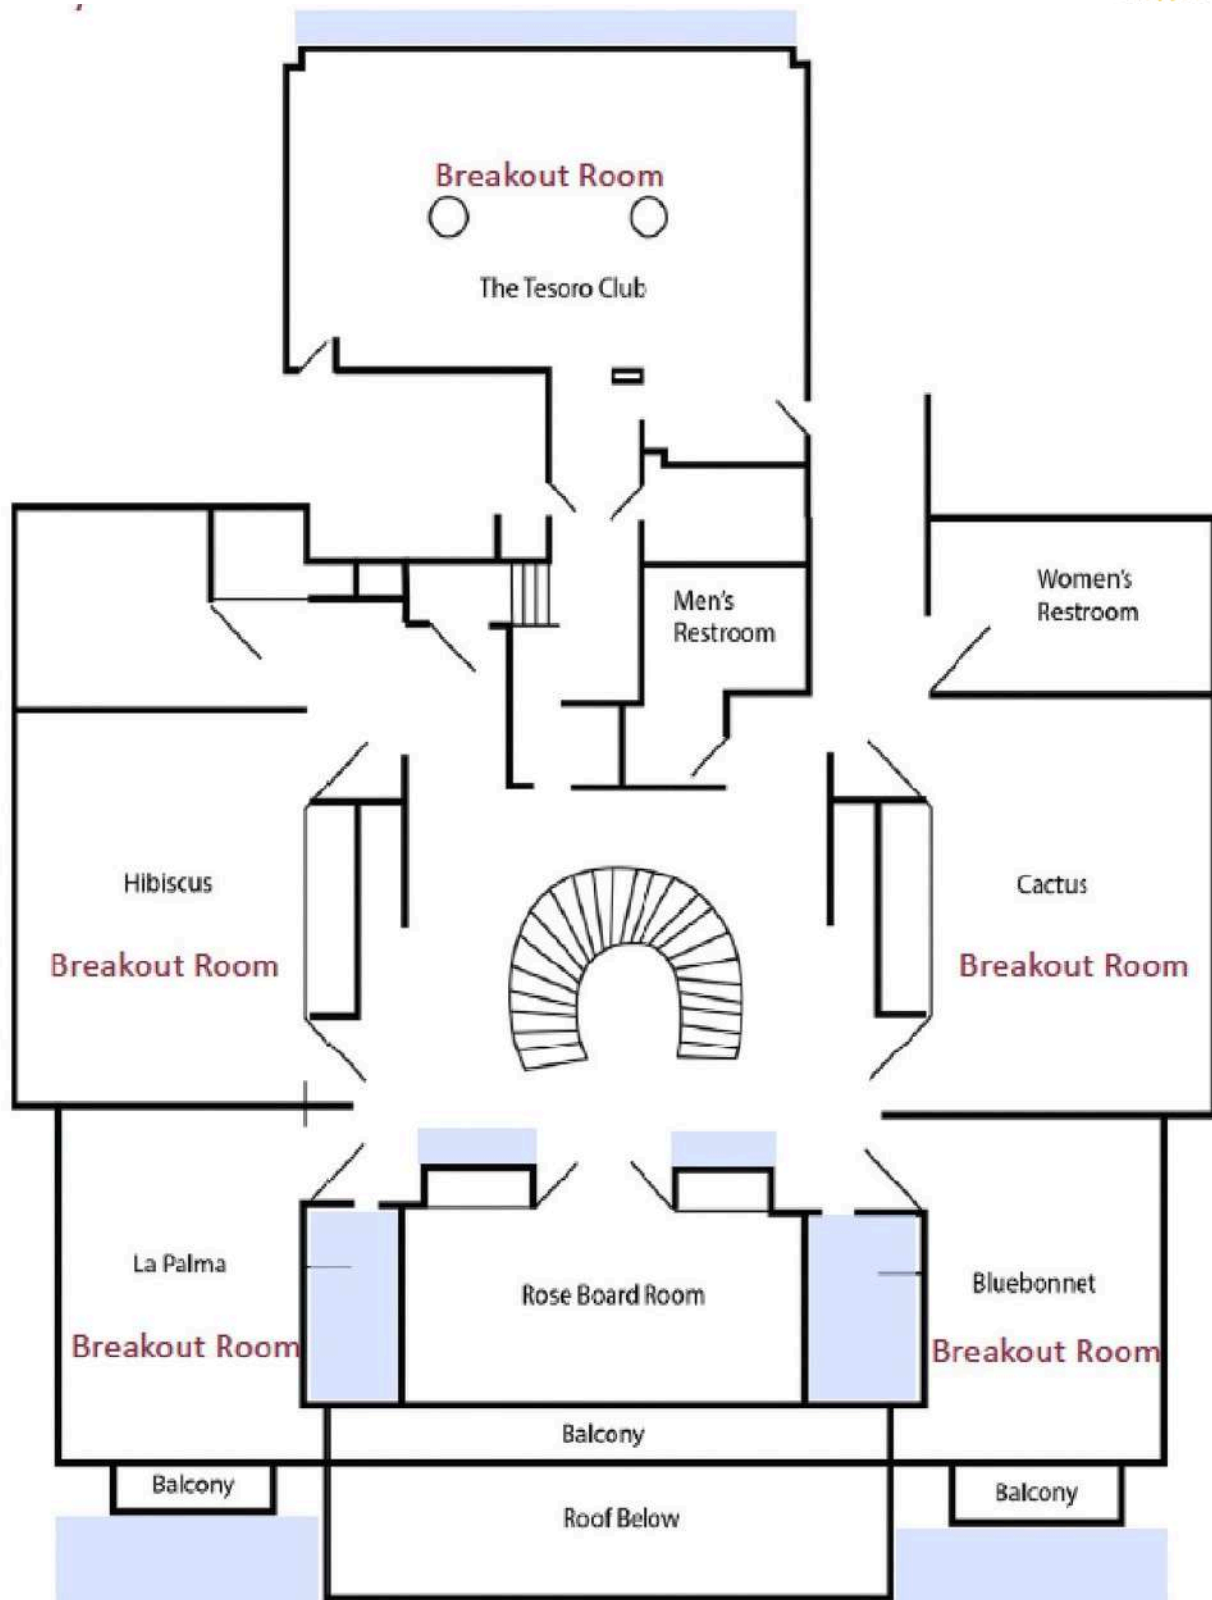 Breakout Room
The Tesoro Club
Women's
Restroom
Men's
Restroom
Hibiscus
Breakout Room
Cactus
Breakout Room
La Palma
Breakout Room
Rose Board Room
Bluebonnet
Breakout Room
Balcony
Balcony
Balcony
Roof Below